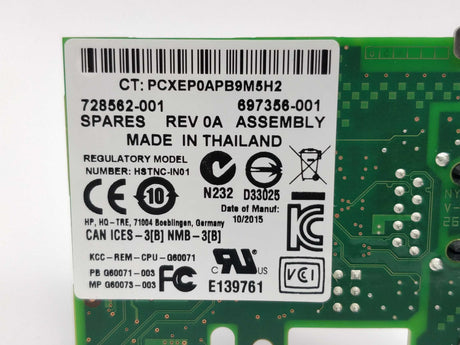 CT: PCXEP0APB9M5H2
728562-001 697356-001
SPARES REV 0A ASSEMBLY
MADE IN THAILAND
REGULATORY MODEL
NUMBER: HSTNC-IN01
N232 D33025
10
Date of Manuf:
10/2015
HP, HQ-TRE, 71004 Boeblingen, Germany
CAN ICES-3[B] NMB-3[B]
KCC-REM-CPU-G60071
PB G60071-003
MP G60073-003
FC
c RU US
E139761
VCI
NY
V-